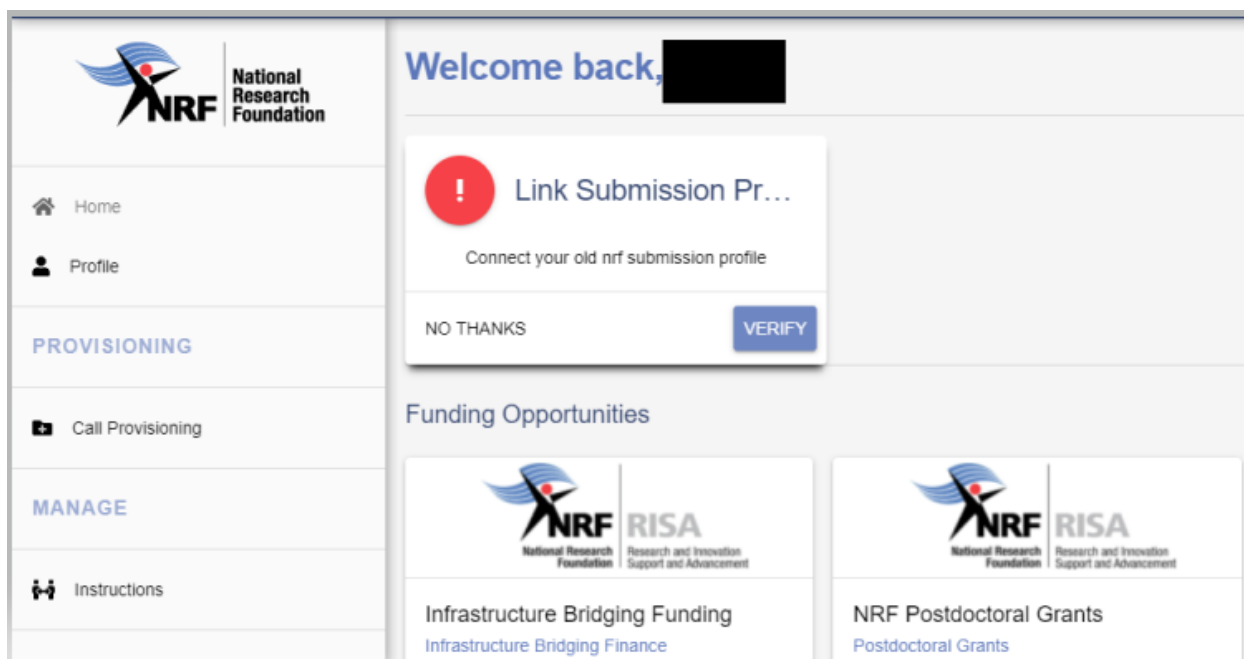 NRF
National
Research
Foundation
Home
Profile
PROVISIONING
Call Provisioning
MANAGE
Instructions
Welcome back,
!
Link Submission Pr…
Connect your old nrf submission profile
NO THANKS
VERIFY
Funding Opportunities
NRF
RISA
National Research
Foundation
Research and Innovation
Support and Advancement
Infrastructure Bridging Funding
Infrastructure Bridging Finance
NRF
RISA
National Research
Foundation
Research and Innovation
Support and Advancement
NRF Postdoctoral Grants
Postdoctoral Grants